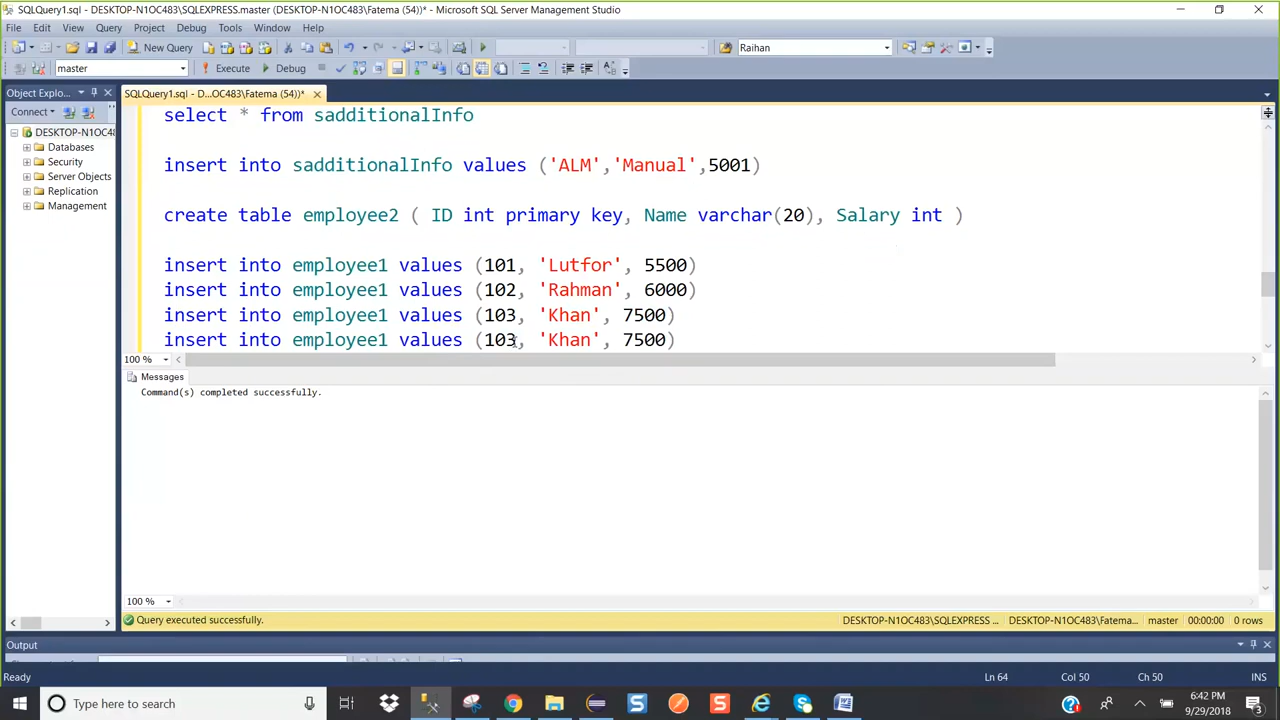 SQLQuery1.sql - DESKTOP-N1OC483\SQLEXPRESS.master (DESKTOP-N1OC483\Fatema (54))* - Microsoft SQL Server Management Studio
File Edit View Query Project Debug Tools Window Help
New Query Raihan
master Execute Debug
Object Explo... SQLQuery1.sql - D...OC483\Fatema (54))*
Connect
DESKTOP-N1OC48
Databases
Security
Server Objects
Replication
Management
select * from sadditionalInfo
insert into sadditionalInfo values ('ALM','Manual',5001)
create table employee2 ( ID int primary key, Name varchar(20), Salary int )
insert into employee1 values (101, 'Lutfor', 5500)
insert into employee1 values (102, 'Rahman', 6000)
insert into employee1 values (103, 'Khan', 7500)
insert into employee1 values (103, 'Khan', 7500)
100 %
Messages
Command(s) completed successfully.
100 %
Query executed successfully. DESKTOP-N1OC483\SQLEXPRESS ... DESKTOP-N1OC483\Fatema... master 00:00:00 0 rows
Output
Ready Ln 64 Col 50 Ch 50 INS
Type here to search
6:42 PM
9/29/2018
3